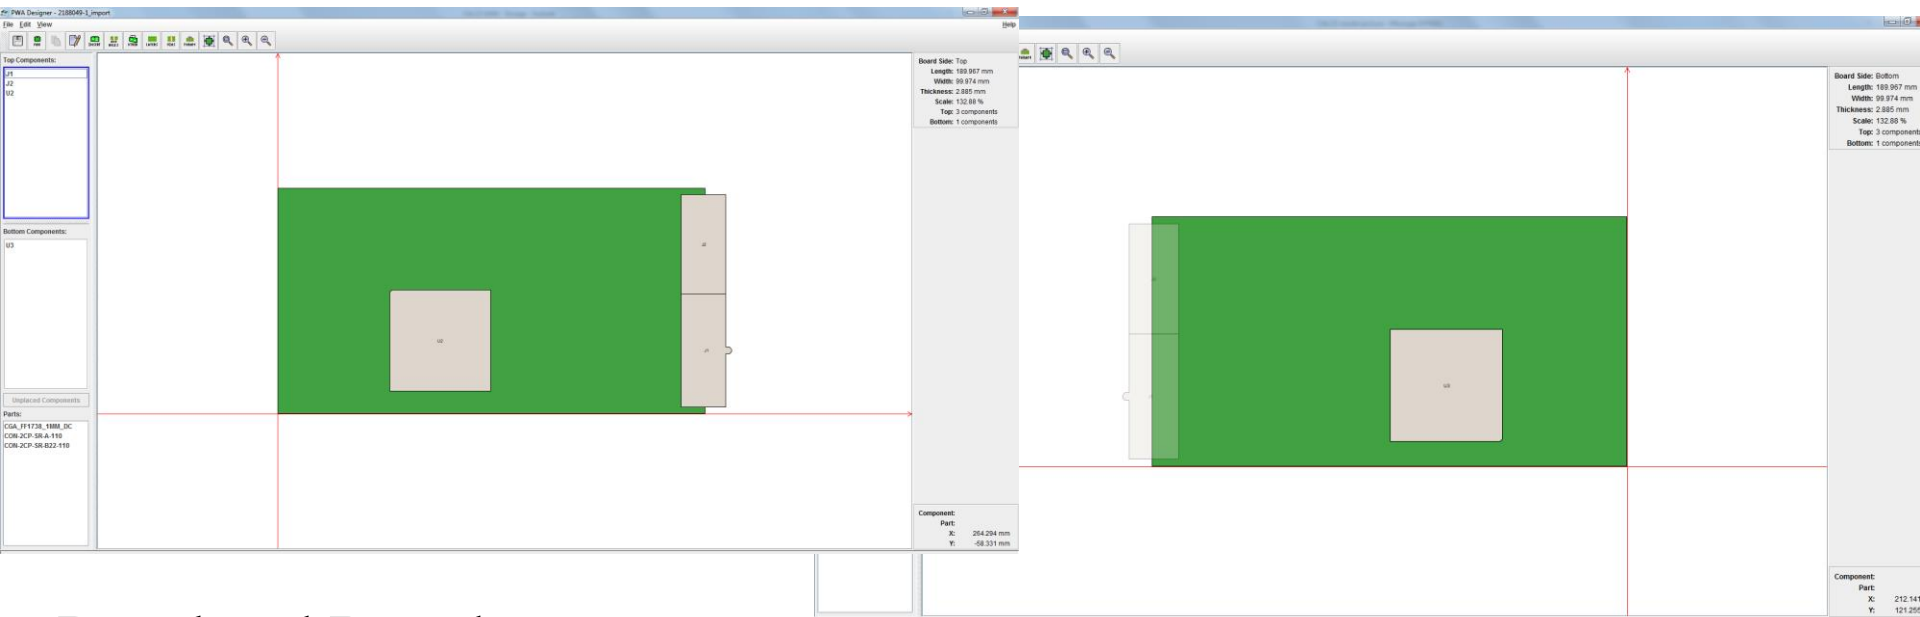 PWA Designer - 2188049-1_import
File Edit View
Help
Top Components:
J1
J2
U2
Bottom Components:
U3
Unplaced Components
Parts:
CGA_FF1738_1MM_DC
CON-2CP-SR-A-110
CON-2CP-SR-B22-110
J2
J1
U2
Board Side: Top
Length: 189.967 mm
Width: 99.974 mm
Thickness: 2.885 mm
Scale: 132.88 %
Top: 3 components
Bottom: 1 components
Component:
Part:
X: 264.294 mm
Y: -58.331 mm
U3
Board Side: Bottom
Length: 189.967 mm
Width: 99.974 mm
Thickness: 2.885 mm
Scale: 132.88 %
Top: 3 components
Bottom: 1 components
Component:
Part:
X: 212.141
Y: 121.255